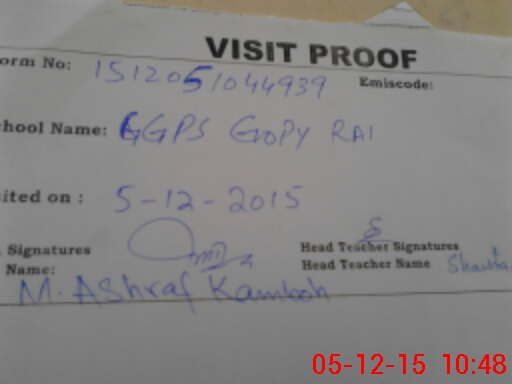 VISIT PROOF
orm No: 1512051044939 Emiscode:
chool Name: GGPS GOPY RAI
ited on : 5-12-2015
Signatures Head Teacher Signatures
Name: Head Teacher Name
M. AShraf Kamboh
05-12-15 10:48